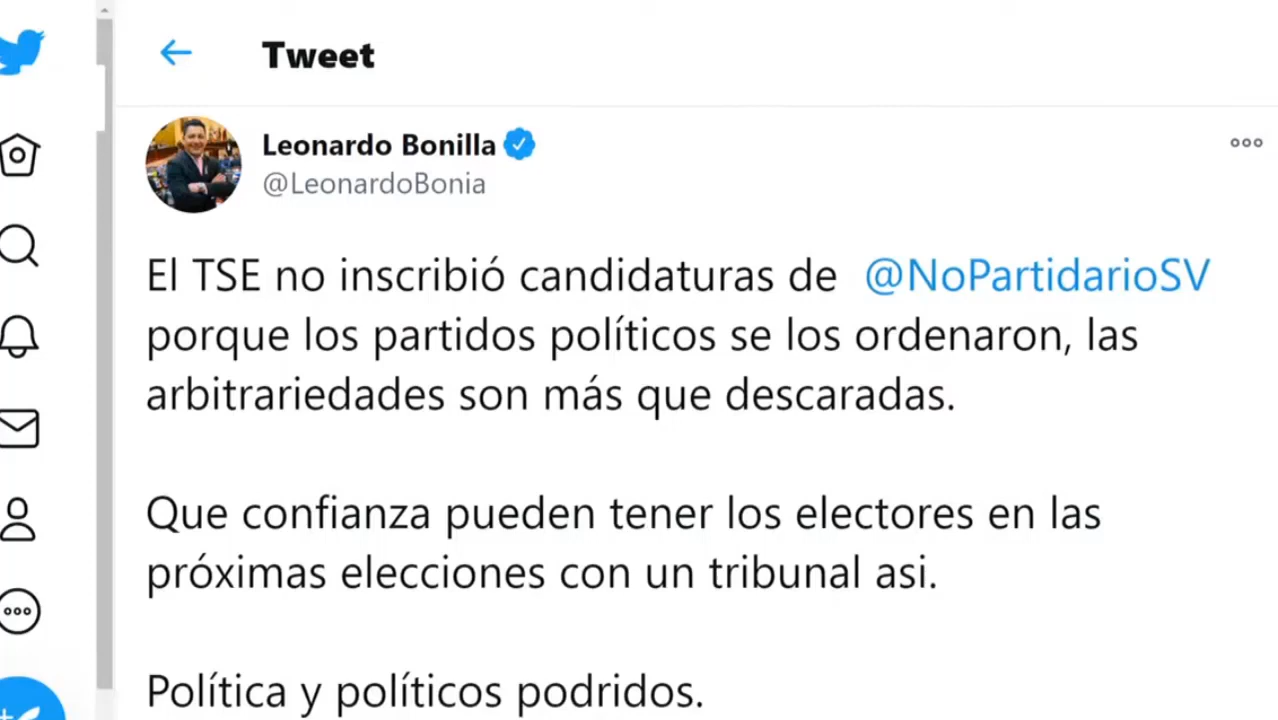 Tweet
Leonardo Bonilla
@LeonardoBonia
El TSE no inscribió candidaturas de @NoPartidarioSV
porque los partidos políticos se los ordenaron, las
arbitrariedades son más que descaradas.
Que confianza pueden tener los electores en las
próximas elecciones con un tribunal asi.
Política y políticos podridos.